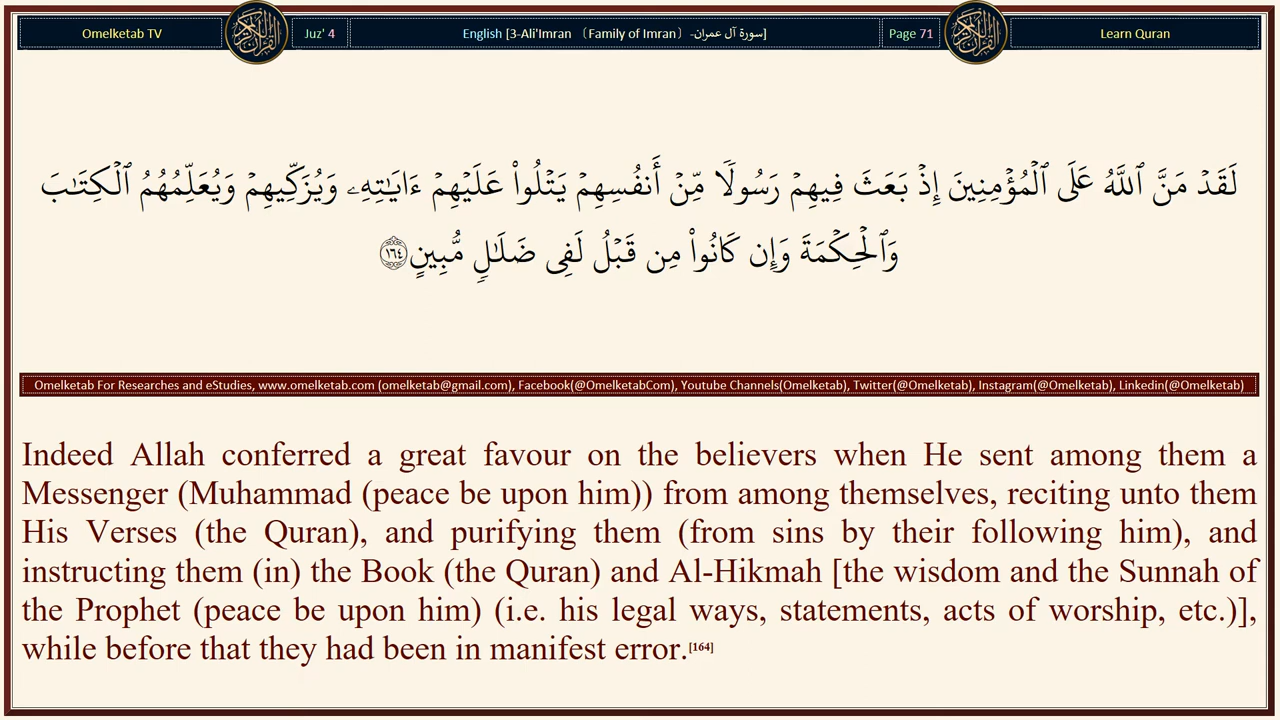 Omelketab TV
Juz' 4
English [3-Ali'Imran (Family of Imran) -سورة آل عمران]
Page 71
Learn Quran
لَقَدۡ مَنَّ ٱللَّهُ عَلَى ٱلۡمُؤۡمِنِينَ إِذۡ بَعَثَ فِيهِمۡ رَسُولٗا مِّنۡ أَنفُسِهِمۡ يَتۡلُواْ عَلَيۡهِمۡ ءَايَٰتِهِۦ وَيُزَكِّيهِمۡ وَيُعَلِّمُهُمُ ٱلۡكِتَٰبَ
وَٱلۡحِكۡمَةَ وَإِن كَانُواْ مِن قَبۡلُ لَفِي ضَلَٰلٖ مُّبِينٍ ١٦٤
Omelketab For Researches and eStudies, www.omelketab.com (omelketab@gmail.com), Facebook(@OmelketabCom), Youtube Channels(Omelketab), Twitter(@Omelketab), Instagram(@Omelketab), Linkedin(@Omelketab)
Indeed Allah conferred a great favour on the believers when He sent among them a
Messenger (Muhammad (peace be upon him)) from among themselves, reciting unto them
His Verses (the Quran), and purifying them (from sins by their following him), and
instructing them (in) the Book (the Quran) and Al-Hikmah [the wisdom and the Sunnah of
the Prophet (peace be upon him) (i.e. his legal ways, statements, acts of worship, etc.)],
while before that they had been in manifest error.[164]